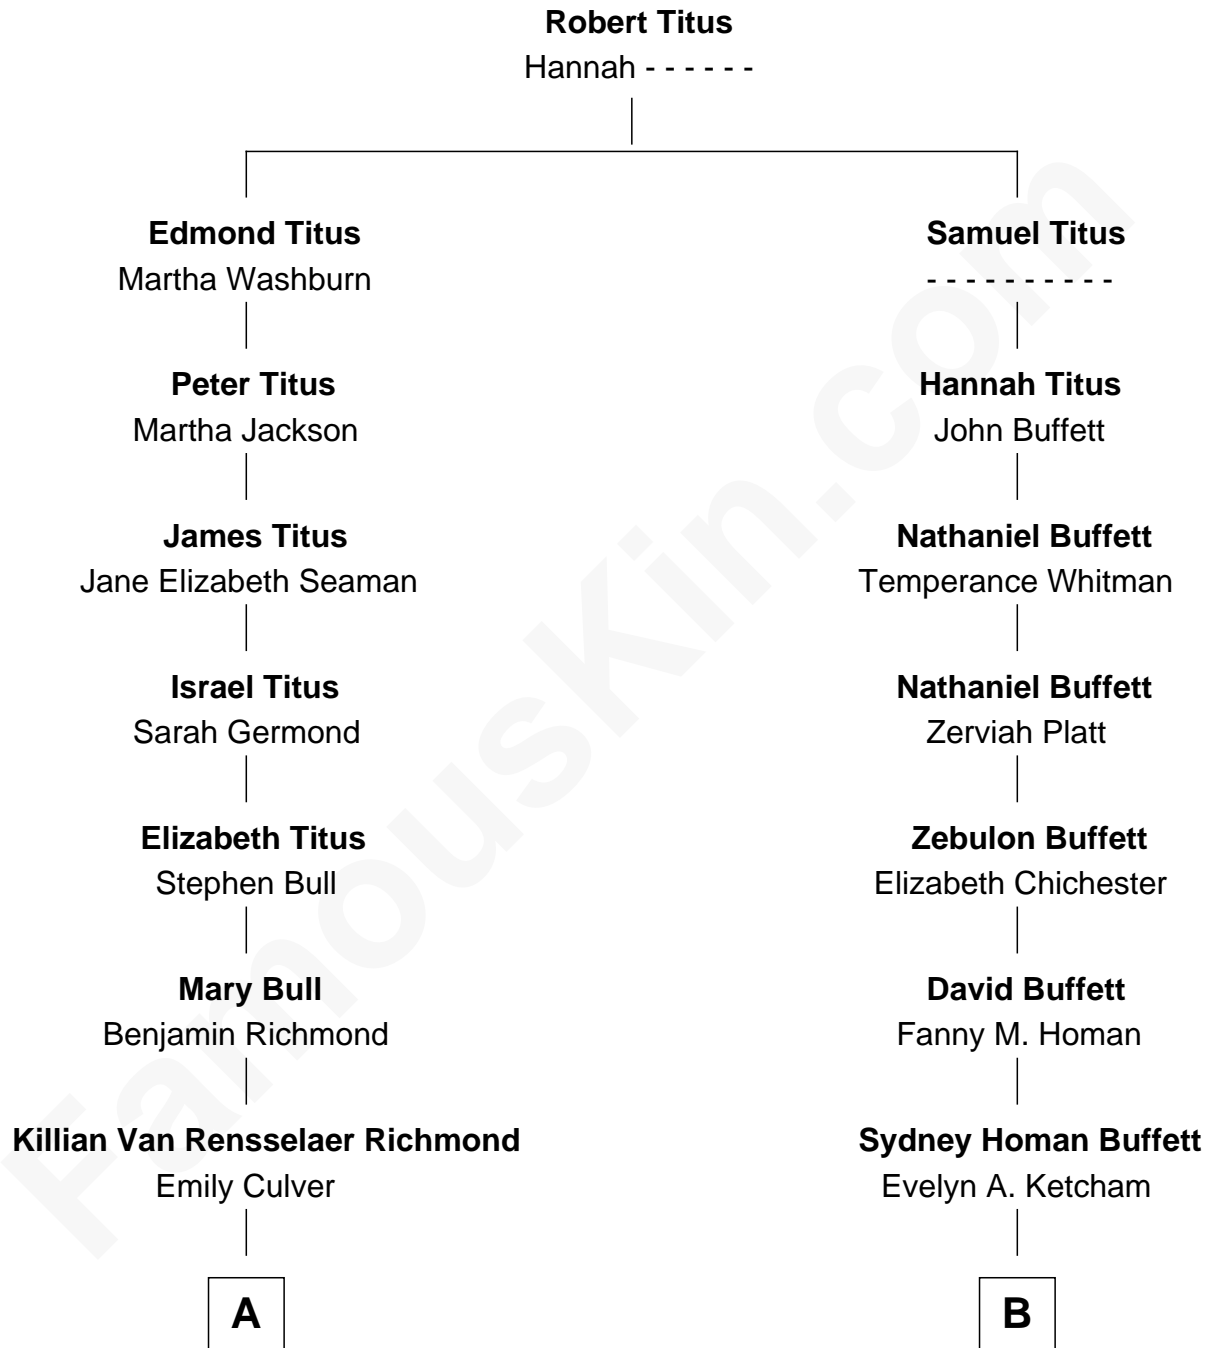 Robert Titus
Hannah - - - - - -
Edmond Titus
Martha Washburn
Samuel Titus
- - - - - - - - - -
Peter Titus
Martha Jackson
Hannah Titus
John Buffett
James Titus
Jane Elizabeth Seaman
Nathaniel Buffett
Temperance Whitman
Israel Titus
Sarah Germond
Nathaniel Buffett
Zerviah Platt
Elizabeth Titus
Stephen Bull
Zebulon Buffett
Elizabeth Chichester
Mary Bull
Benjamin Richmond
David Buffett
Fanny M. Homan
Killian Van Rensselaer Richmond
Emily Culver
Sydney Homan Buffett
Evelyn A. Ketcham
A
B
FamousKin.com